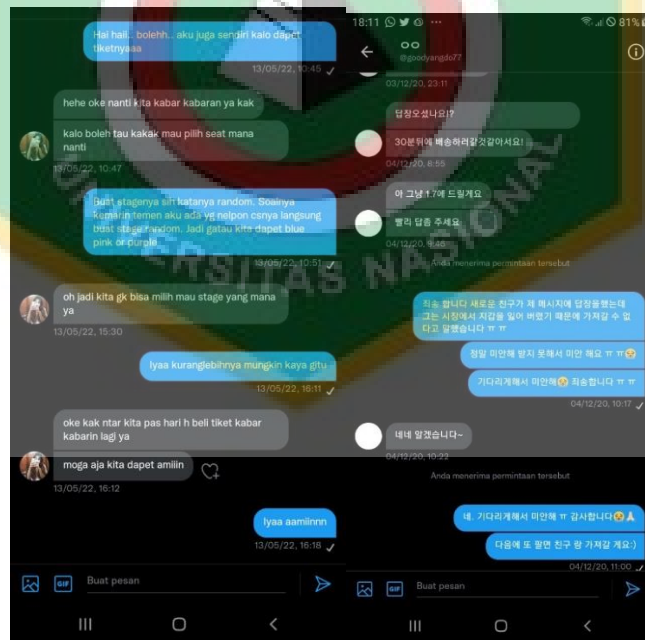 Hai haii.. bolehh.. aku juga sendiri kalo dapet
tiketnyaaa
13/05/22, 10:45
hehe oke nanti kita kabar kabaran ya kak
kalo boleh tau kakak mau pilih seat mana
nanti
13/05/22, 10:47
Buat stagenya sih katanya random. Soalnya
kemarin temen aku ada yg nelpon csnya langsung
buat stage random. Jadi gatau kita dapet blue
pink or purple
13/05/22, 10:51
oh jadi kita gk bisa milih mau stage yang mana
ya
13/05/22, 15:30
Iyaa kuranglebihnya mungkin kaya gitu
13/05/22, 16:11
oke kak ntar kita pas hari h beli tiket kabar
kabarin lagi ya
moga aja kita dapet amiiin
13/05/22, 16:12
Iyaa aamiinnn
13/05/22, 16:18
GIF
Buat pesan
18:11
81%
@goodyangdo77
03/12/20, 23:11
답장오셨나요!?
30분뒤에 배송하러갈것같아서요!
04/12/20, 8:55
아 그냥 1.7에 드릴게요
빨리 답좀 주세요
04/12/20, 9:46
Anda menerima permintaan tersebut
죄송 합니다 새로운 친구가 제 메시지에 답장을했는데
그는 시장에서 지갑을 잃어 버렸기 때문에 가져갈 수 없
다고 말했습니다 ㅠ ㅠ
정말 미안해 받지 못해서 미안 해요 ㅠ ㅠ😢
기다리게해서 미안해😢 죄송합니다 ㅠ ㅠ
04/12/20, 10:17
네네 알겠습니다~
04/12/20, 10:22
Anda menerima permintaan tersebut
네. 기다리게해서 미안해 ㅠ 감사합니다😢🙏
다음에 또 팔면 친구 랑 가져갈 게요:)
04/12/20, 11:00
GIF
Buat pesan
UNIVERSITAS NASIONAL